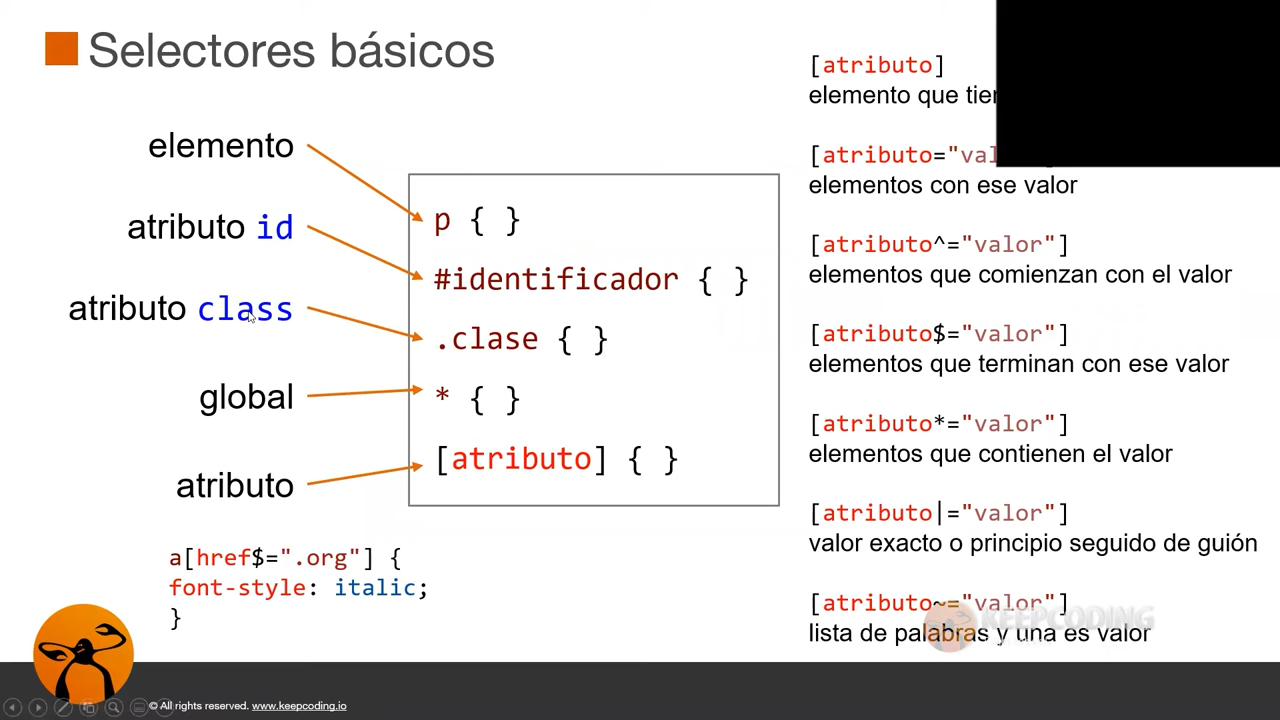 Selectores básicos
elemento
atributo id
atributo class
global
atributo
p { }
#identificador { }
.clase { }
* { }
[atributo] { }
a[href$=".org"] {
font-style: italic;
}
[atributo]
elemento que
[atributo="
elementos con ese valor
[atributo^="valor"]
elementos que comienzan con el valor
[atributo$="valor"]
elementos que terminan con ese valor
[atributo*="valor"]
elementos que contienen el valor
[atributo|="valor"]
valor exacto o principio seguido de guión
[atributo~="valor"]
lista de palabras y una es valor
KEEPCODING
© All rights reserved. www.keepcoding.io